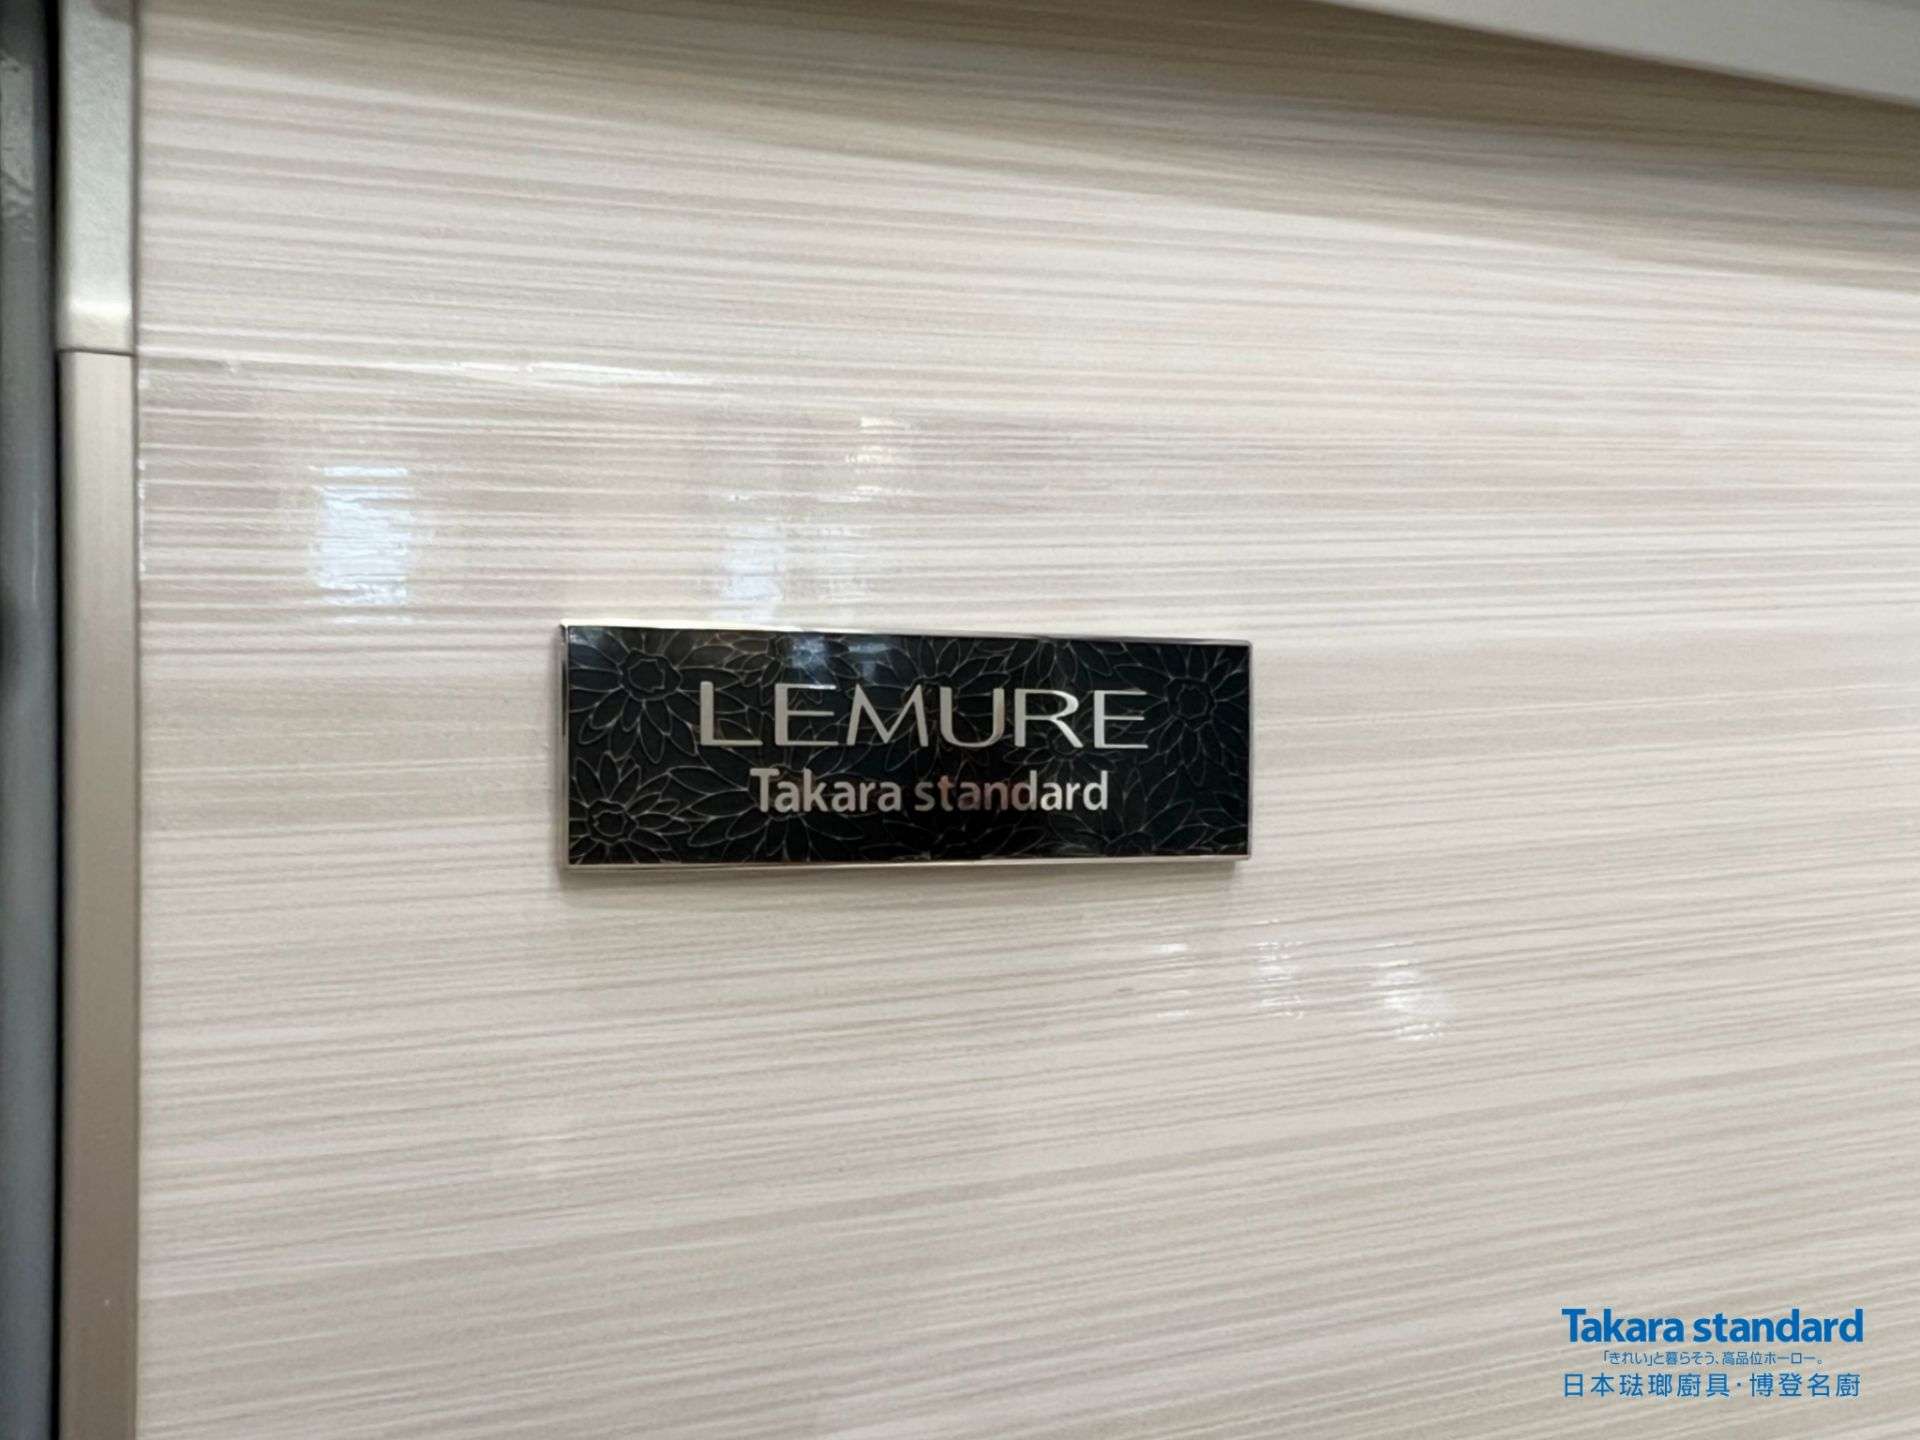 LEMURE
Takara standard
Takara standard
「きれい」と暮らそう、高品位ホーロー。
日本琺瑯廚具·博登名廚